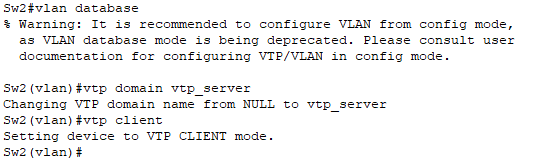 Sw2#vlan database
% Warning: It is recommended to configure VLAN from config mode,
as VLAN database mode is being deprecated. Please consult user
documentation for configuring VTP/VLAN in config mode.
Sw2(vlan)#vtp domain vtp_server
Changing VTP domain name from NULL to vtp_server
Sw2(vlan)#vtp client
Setting device to VTP CLIENT mode.
Sw2(vlan)#